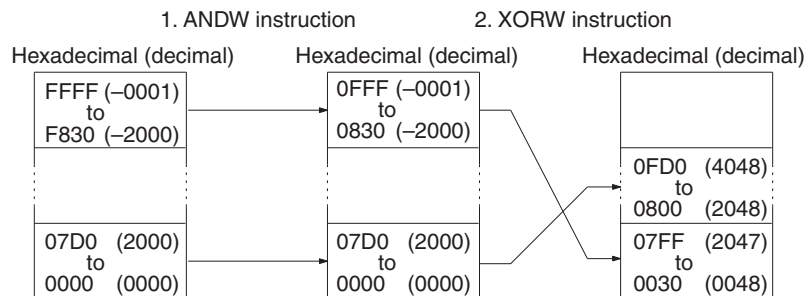 1. ANDW instruction 2. XORW instruction
Hexadecimal (decimal) Hexadecimal (decimal) Hexadecimal (decimal)
FFFF (–0001)
to
F830 (–2000)
07D0 (2000)
to
0000 (0000)
0FFF (–0001)
to
0830 (–2000)
07D0 (2000)
to
0000 (0000)
0FD0 (4048)
to
0800 (2048)
07FF (2047)
to
0030 (0048)